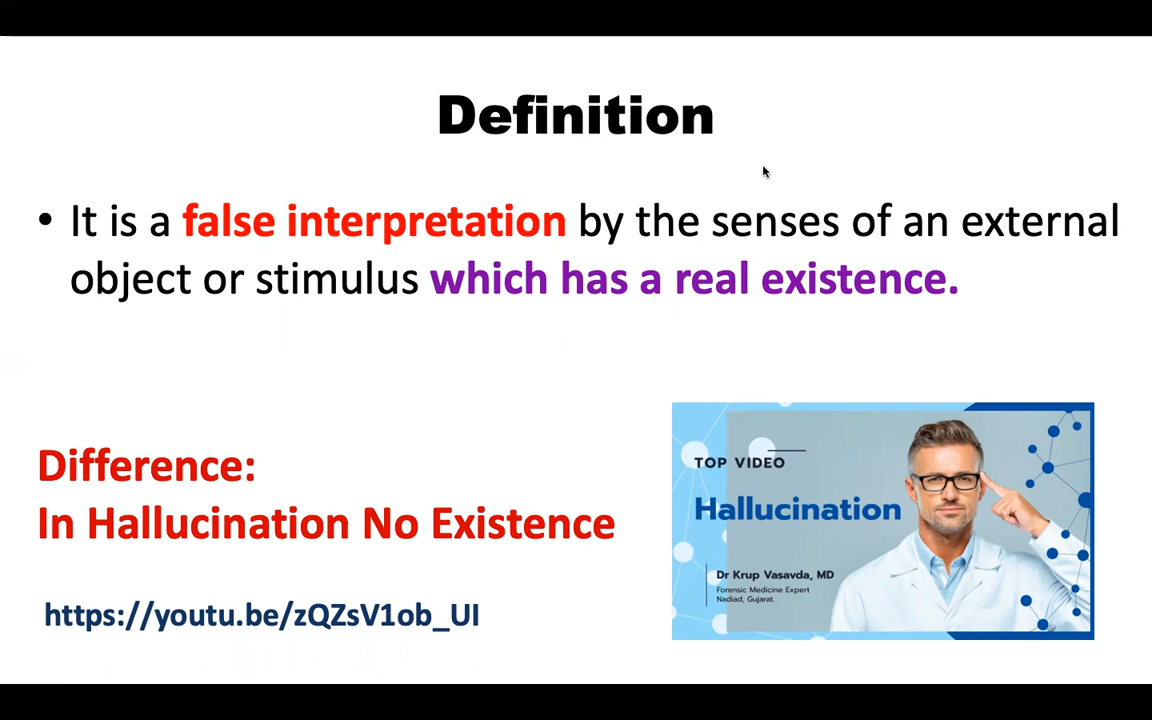 Definition
• It is a false interpretation by the senses of an external
object or stimulus which has a real existence.
Difference:
In Hallucination No Existence
https://youtu.be/zQZsV1ob_UI
TOP VIDEO
Hallucination
Dr Krup Vasavda, MD
Forensic Medicine Expert
Nadiad, Gujarat.